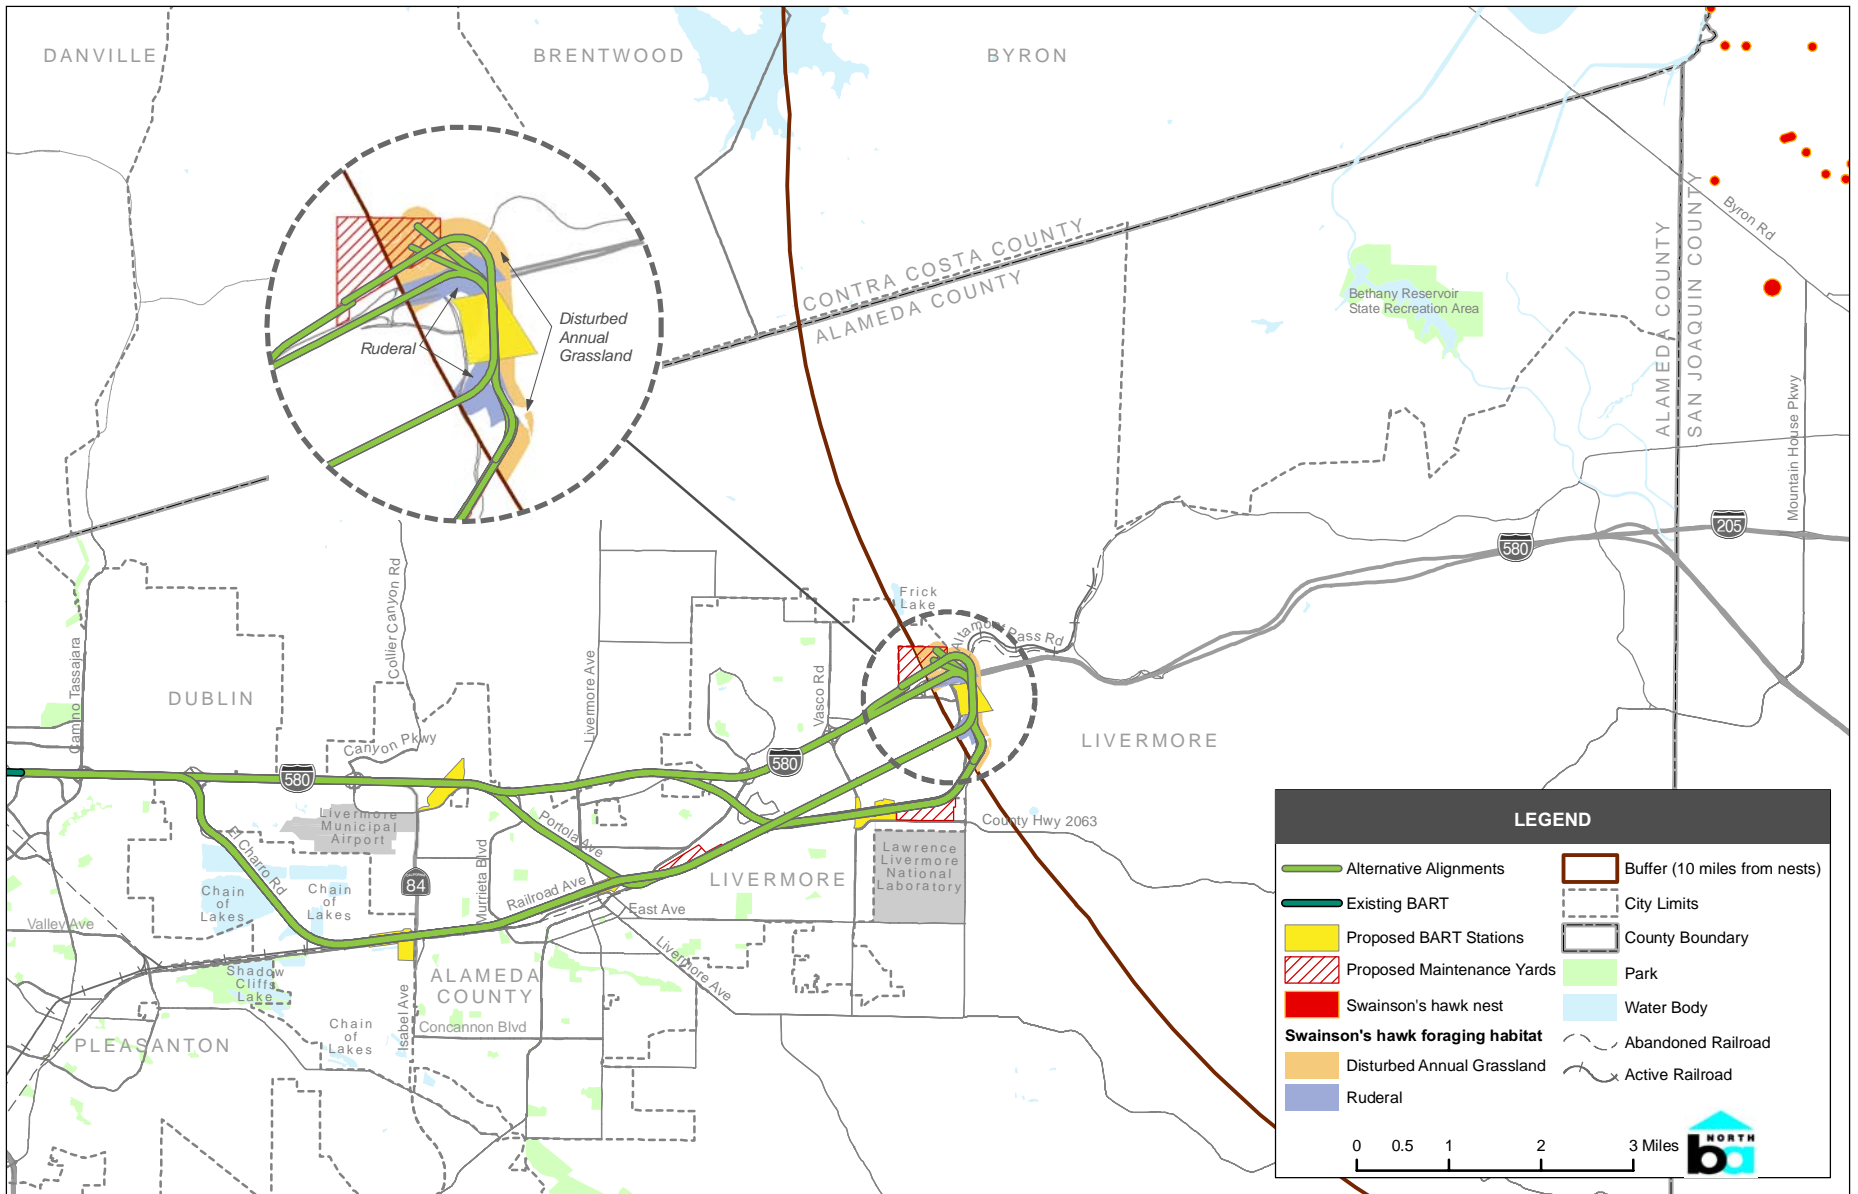 DANVILLE
BRENTWOOD
BYRON
CONTRA COSTA COUNTY
ALAMEDA COUNTY
ALAMEDA COUNTY
SAN JOAQUIN COUNTY
Byron Rd
Bethany Reservoir
State Recreation Area
Mountain House Pkwy
Disturbed
Annual
Grassland
Ruderal
205
580
Frick
Lake
Altamont Pass Rd
Collier Canyon Rd
Camino Tassajara
Livermore Ave
Vasco Rd
DUBLIN
Canyon Pkwy
580
580
LIVERMORE
Livermore
Municipal
Airport
El Charro Rd
Portola Ave
Murrieta Blvd
84
Railroad Ave
LIVERMORE
County Hwy 2063
Lawrence
Livermore
National
Laboratory
Chain
of
Lakes
Chain
of
Lakes
Valley Ave
East Ave
Livermore Ave
Shadow
Cliffs
Lake
ALAMEDA
COUNTY
Isabel Ave
Concannon Blvd
Chain
of
Lakes
PLEASANTON
LEGEND
Alternative Alignments
Existing BART
Proposed BART Stations
Proposed Maintenance Yards
Swainson's hawk nest
Swainson's hawk foraging habitat
Disturbed Annual Grassland
Ruderal
Buffer (10 miles from nests)
City Limits
County Boundary
Park
Water Body
Abandoned Railroad
Active Railroad
0 0.5 1 2 3 Miles
NORTH
ba